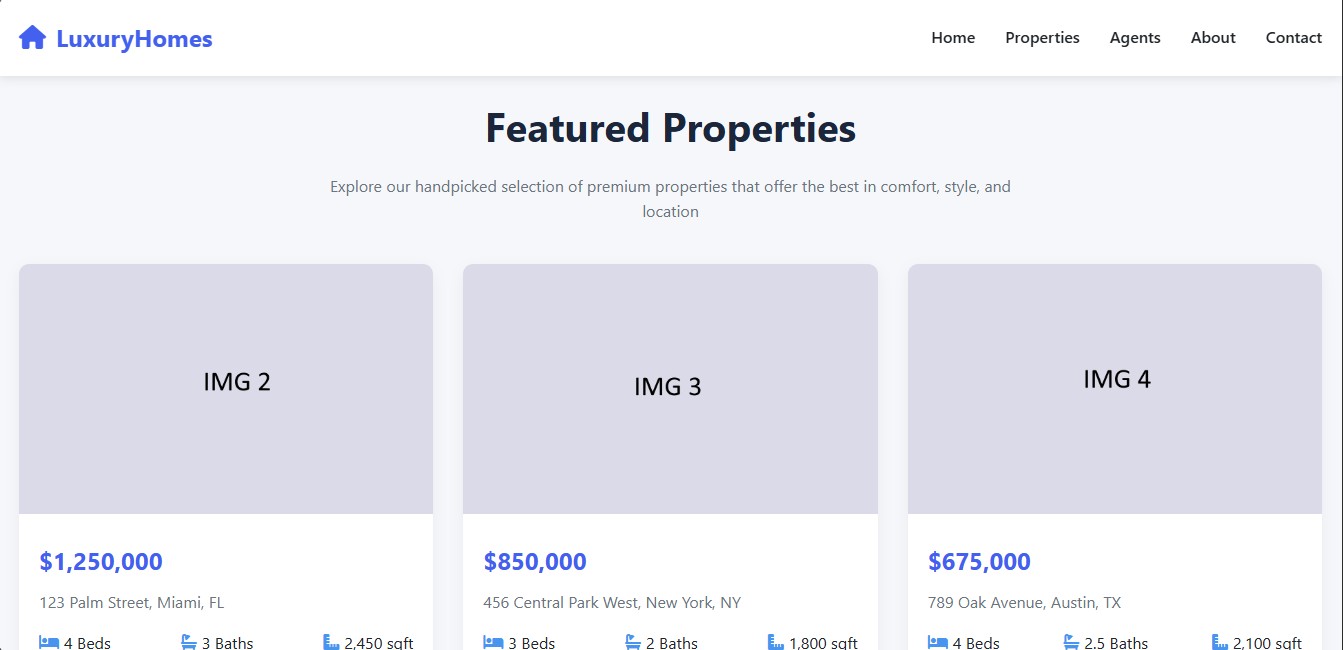 LuxuryHomes
Home Properties Agents About Contact
Featured Properties
Explore our handpicked selection of premium properties that offer the best in comfort, style, and
location
IMG 2
IMG 3
IMG 4
$1,250,000
123 Palm Street, Miami, FL
4 Beds 3 Baths 2,450 sqft
$850,000
456 Central Park West, New York, NY
3 Beds 2 Baths 1,800 sqft
$675,000
789 Oak Avenue, Austin, TX
4 Beds 2.5 Baths 2,100 sqft